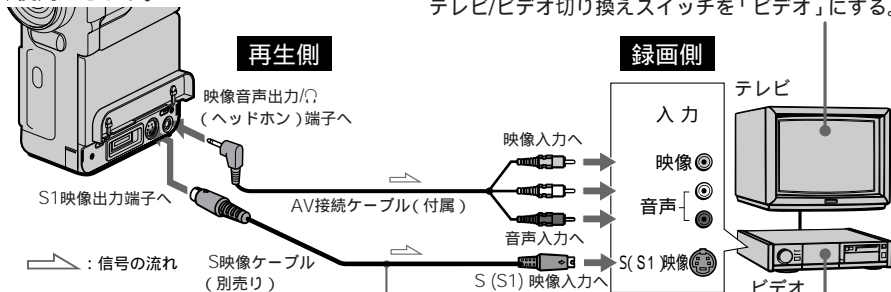 テレビ/ビデオ切り換えスイッチを「ビデオ」にする。
再生側
録画側
テレビ
映像音声出力/Ω
(ヘッドホン)端子へ
入力
映像入力へ
映像
音声
S1映像出力端子へ
AV接続ケーブル(付属)
音声入力へ
:信号の流れ
S映像ケーブル
(別売り)
S(S1)映像入力へ
S(S1)映像
ビデオ